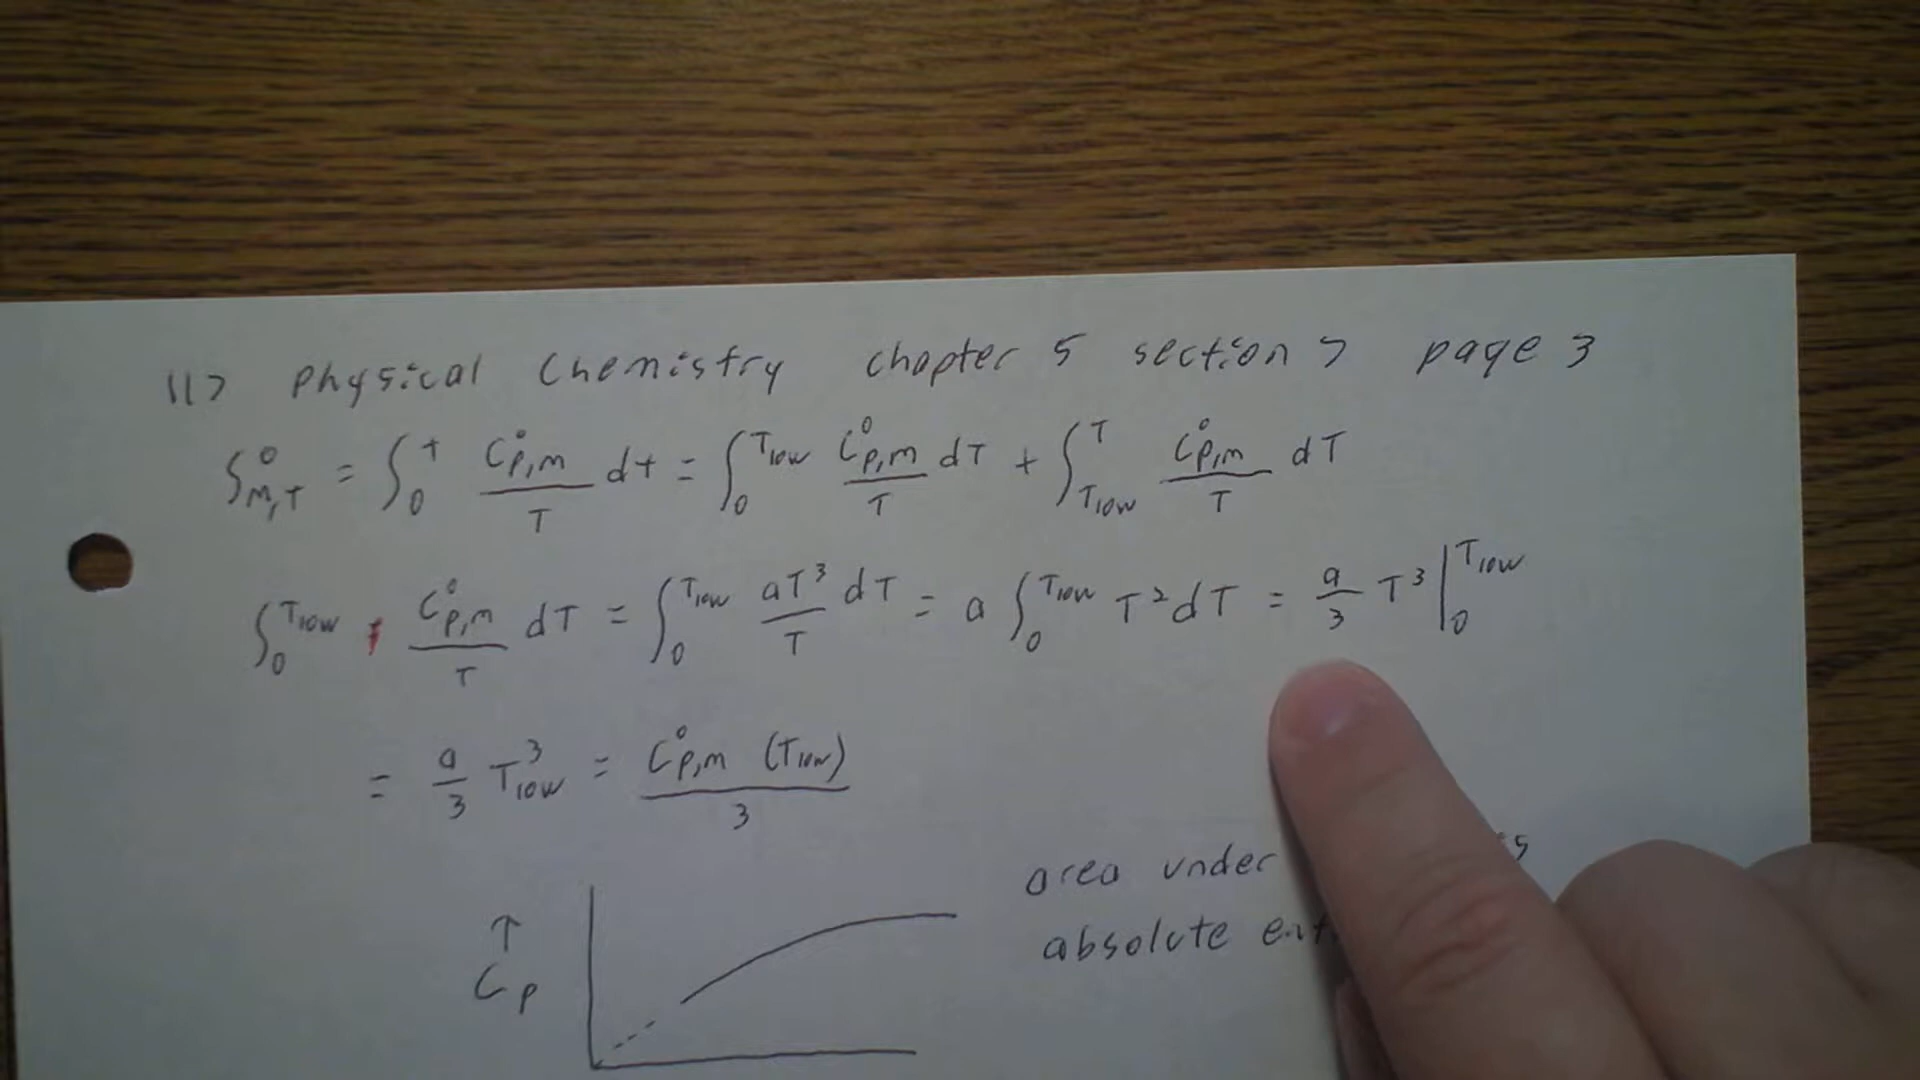 117 Physical Chemistry chapter 5 section 7 page 3
S°m,T = ∫₀ᵀ C°p,m/T dT = ∫₀^Tlow C°p,m/T dT + ∫Tlow^T C°p,m/T dT
∫₀^Tlow C°p,m/T dT = ∫₀^Tlow aT³/T dT = a ∫₀^Tlow T²dT = a/3 T³|₀^Tlow
= a/3 T³low = C°p,m (Tlow)/3
area under
absolute
↑
Cp